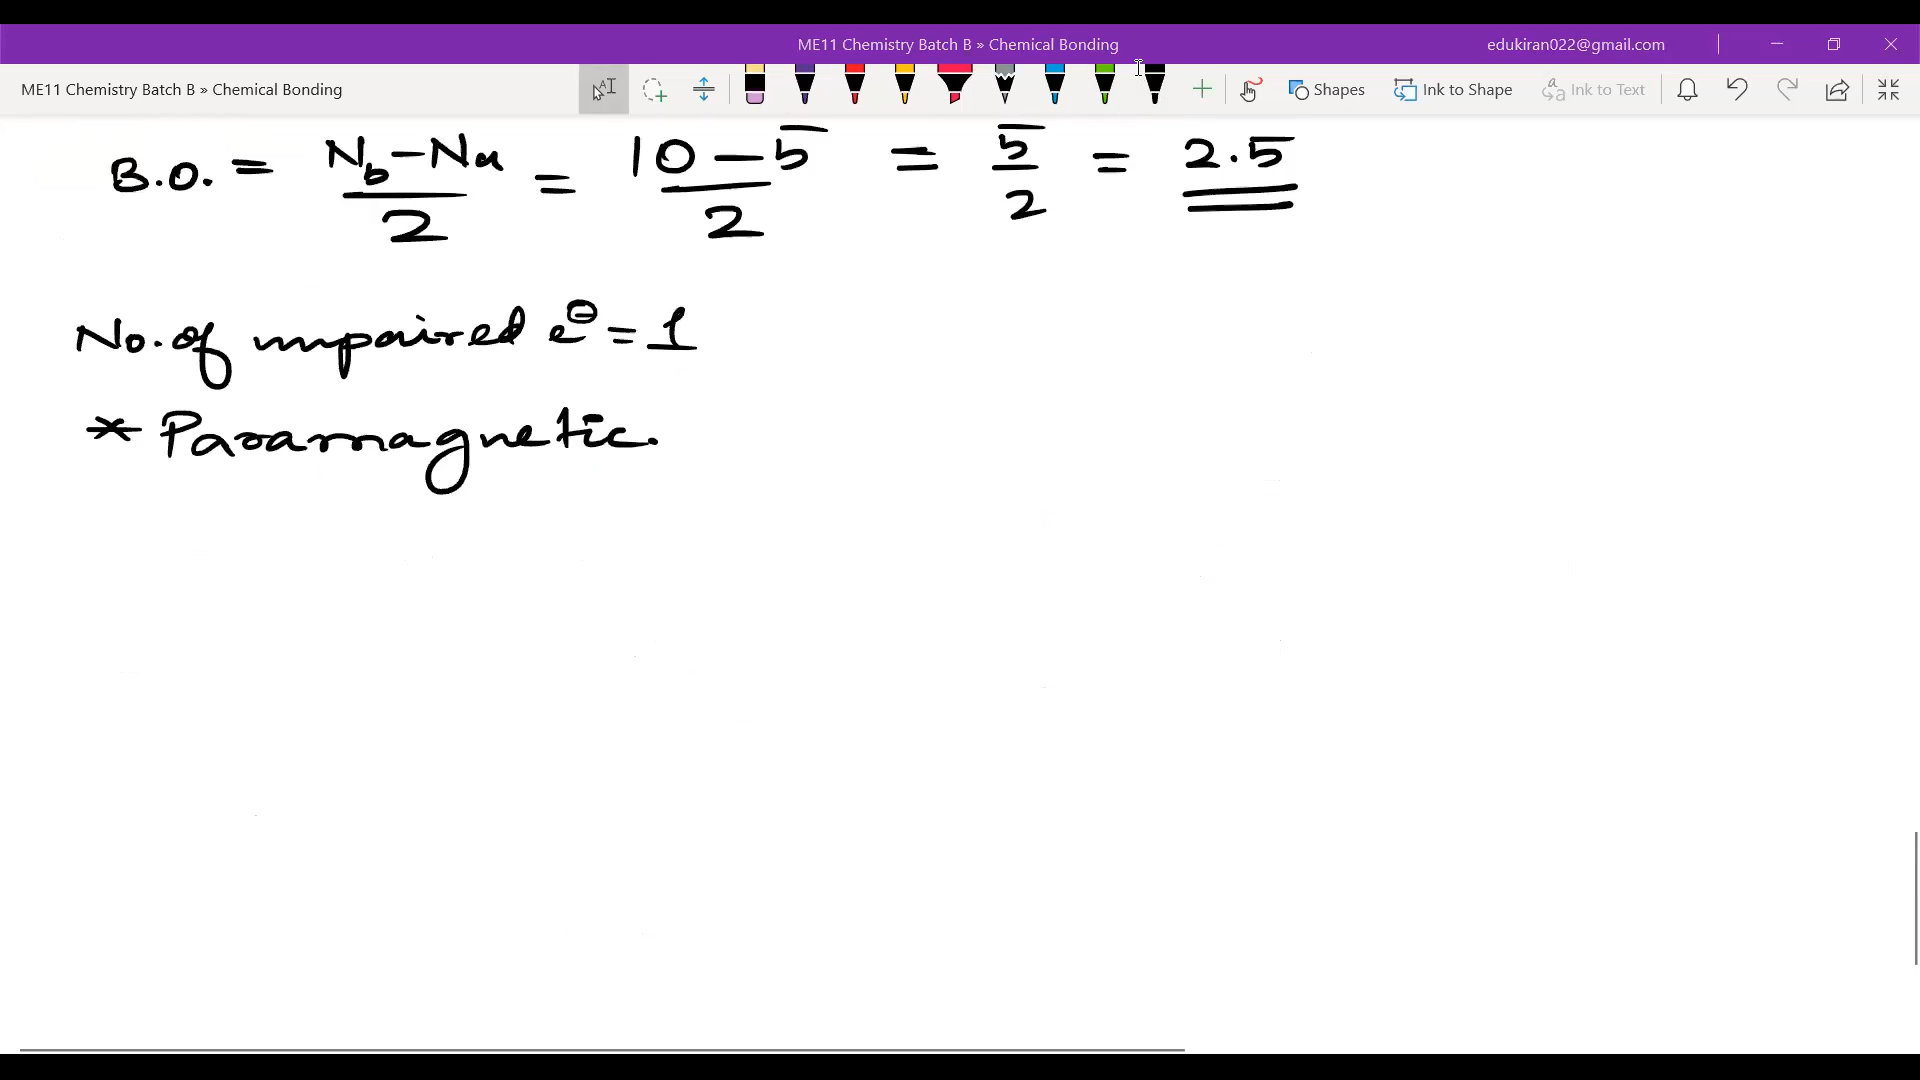 ME11 Chemistry Batch B » Chemical Bonding
edukiran022@gmail.com
ME11 Chemistry Batch B » Chemical Bonding
Shapes
Ink to Shape
Ink to Text
B.O. = (N_b - Na)/2 = (10 - 5)/2 = 5/2 = 2.5
No. of unpaired e⊖ = 1
* Paramagnetic.